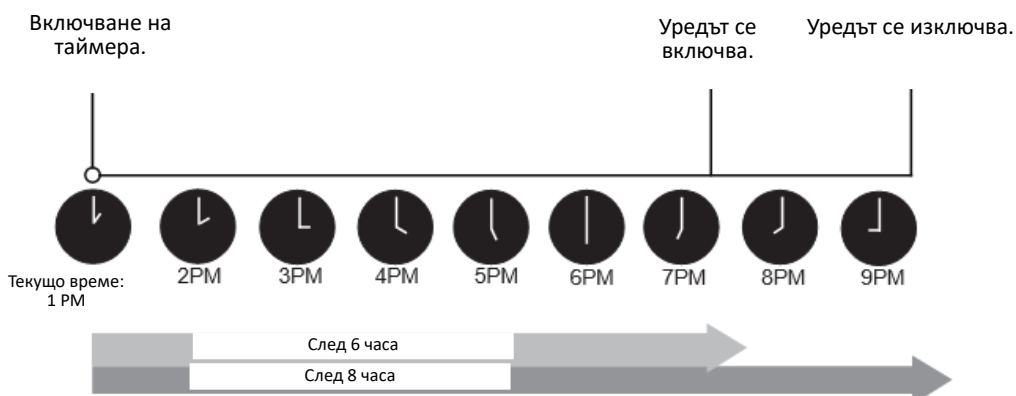 Включване на
таймера.
Уредът се
включва.
Уредът се изключва.
Текущо време:
1 PM
2PM
3PM
4PM
5PM
6PM
7PM
8PM
9PM
След 6 часа
След 8 часа